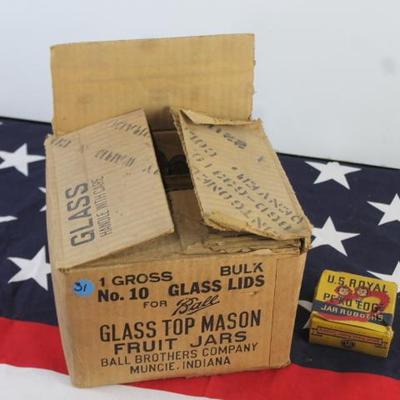 GLASS
HANDLE WITH CARE
1 GROSS BULK
No. 10 GLASS LIDS
FOR Ball
GLASS TOP MASON
FRUIT JARS
BALL BROTHERS COMPANY
MUNCIE, INDIANA
31
U.S. ROYAL
EDGE
JAR RUBBERS